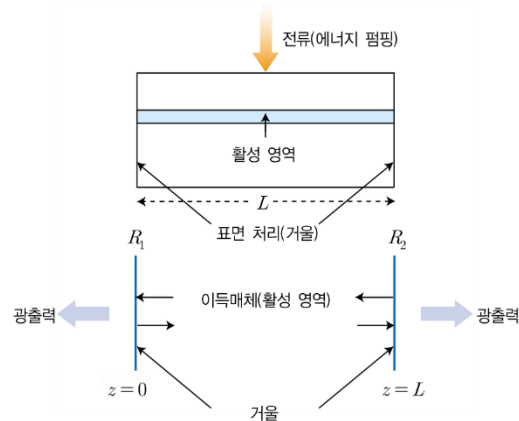 전류(에너지 펌핑)
활성 영역
L
표면 처리(거울)
R₁
R₂
이득매체(활성 영역)
광출력
광출력
z=0
z=L
거울